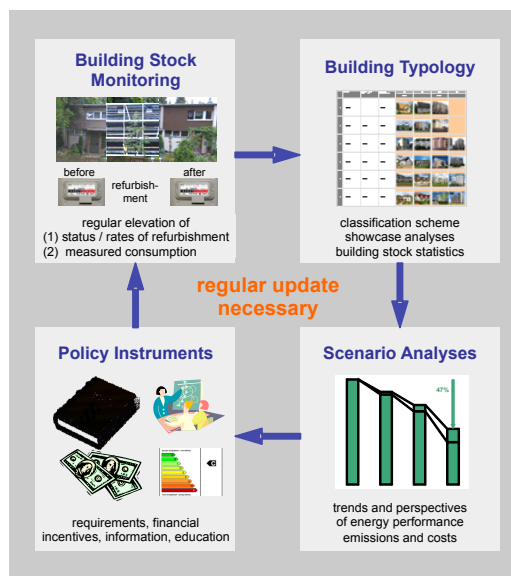 Building Stock
Monitoring
before
after
refurbish-
ment
regular elevation of
(1) status / rates of refurbishment
(2) measured consumption
Building Typology
classification scheme
showcase analyses
building stock statistics
regular update
necessary
Policy Instruments
C
requirements, financial
incentives, information, education
Scenario Analyses
47%
trends and perspectives
of energy performance
emissions and costs